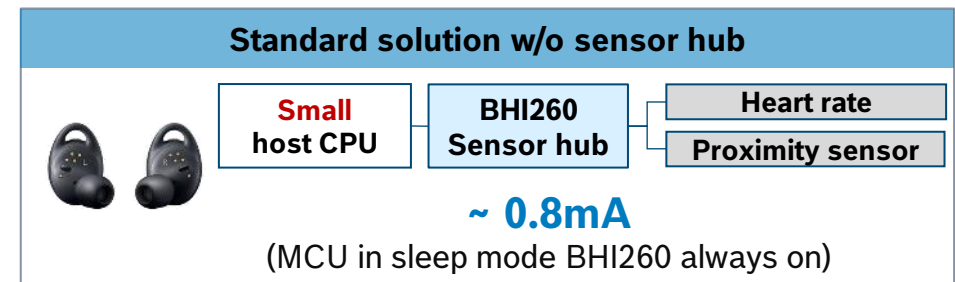 Standard solution w/o sensor hub
Small
host CPU
BHI260
Sensor hub
Heart rate
Proximity sensor
~ 0.8mA
(MCU in sleep mode BHI260 always on)